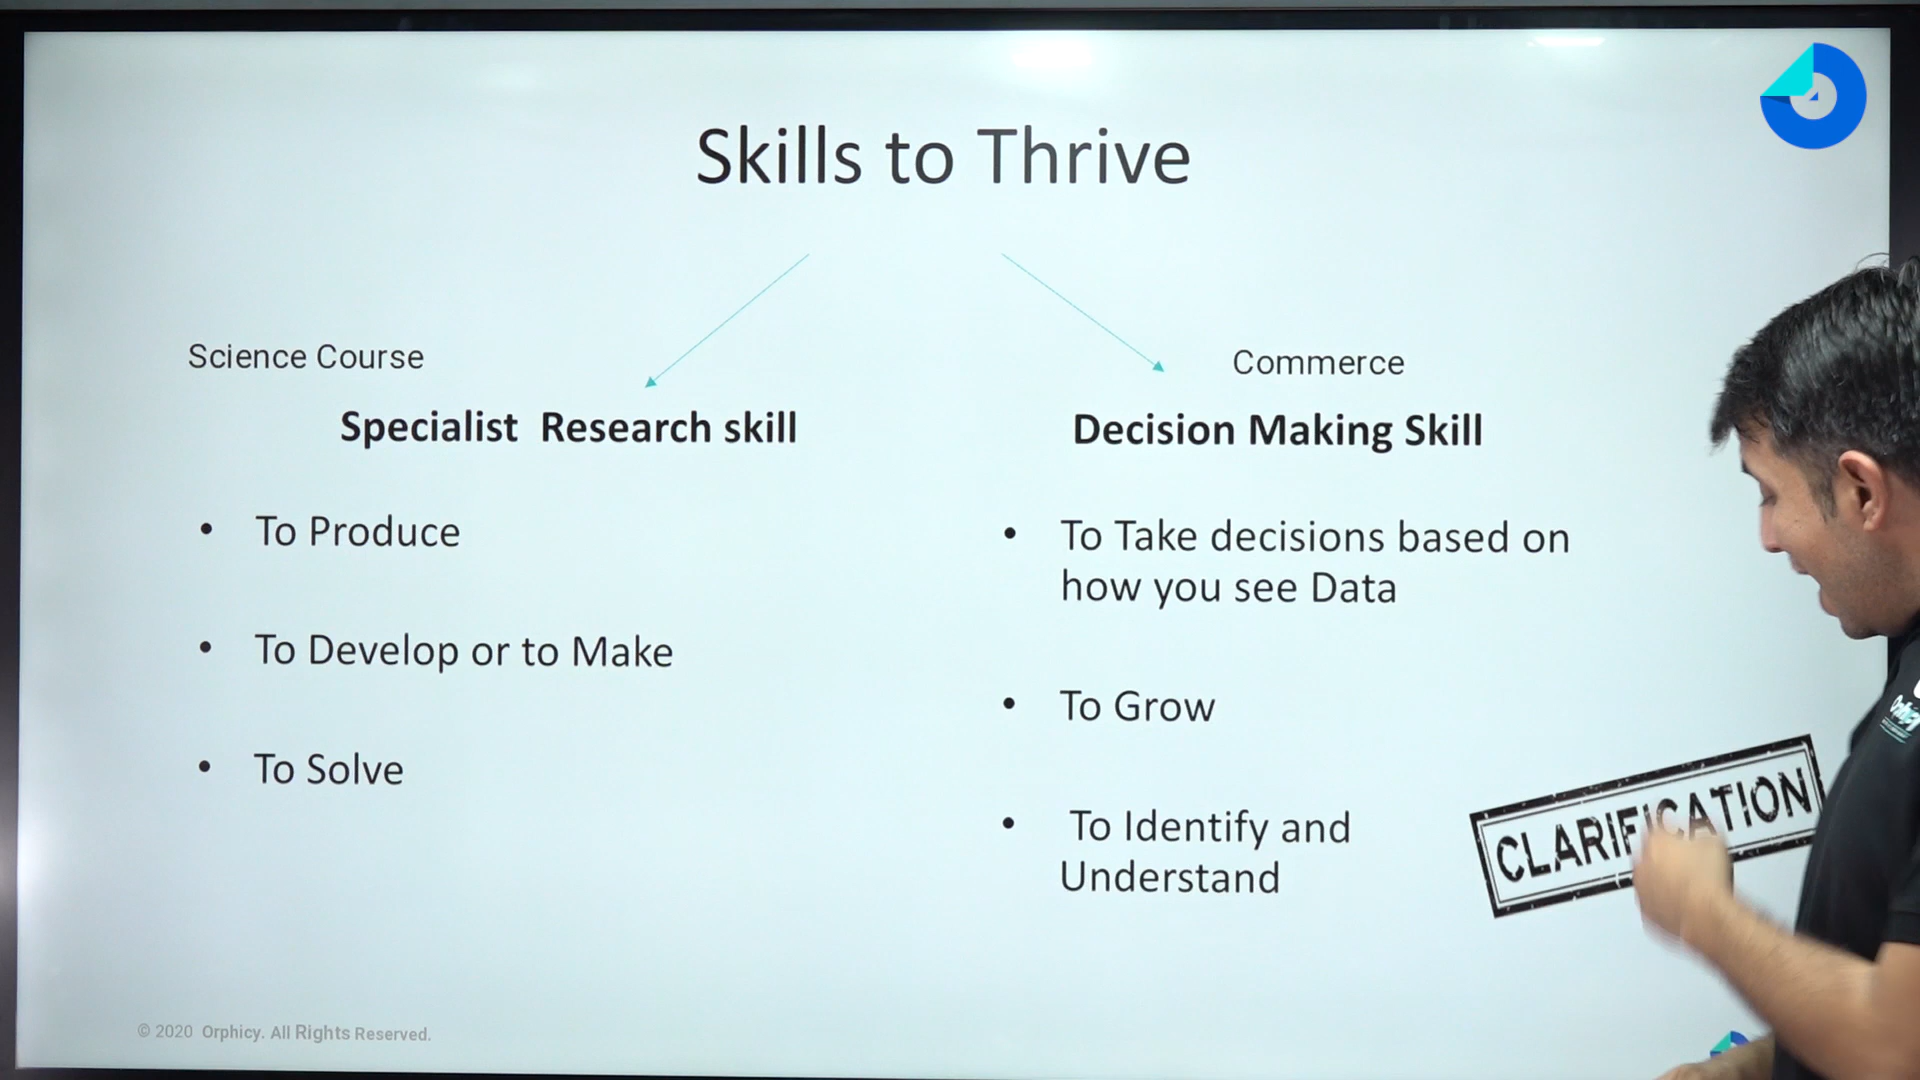 Skills to Thrive
Science Course
Specialist Research skill
• To Produce
• To Develop or to Make
• To Solve
Commerce
Decision Making Skill
• To Take decisions based on
how you see Data
• To Grow
• To Identify and
Understand
CLARIFICATION
© 2020 Orphicy. All Rights Reserved.